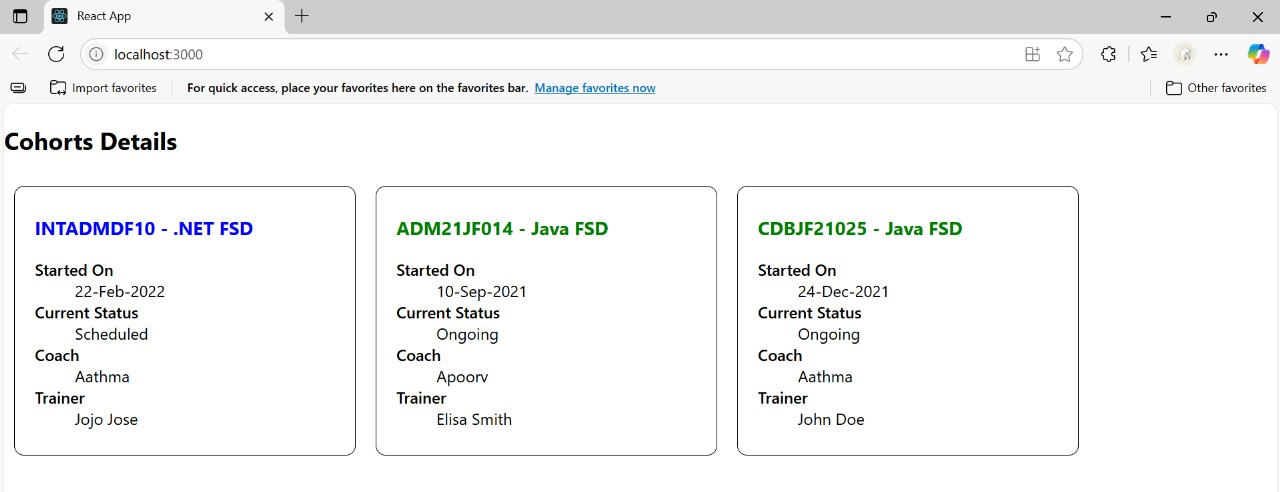 React App
localhost:3000
Import favorites
For quick access, place your favorites here on the favorites bar. Manage favorites now
Other favorites
Cohorts Details
INTADMDF10 - .NET FSD
Started On
22-Feb-2022
Current Status
Scheduled
Coach
Aathma
Trainer
Jojo Jose
ADM21JF014 - Java FSD
Started On
10-Sep-2021
Current Status
Ongoing
Coach
Apoorv
Trainer
Elisa Smith
CDBJF21025 - Java FSD
Started On
24-Dec-2021
Current Status
Ongoing
Coach
Aathma
Trainer
John Doe